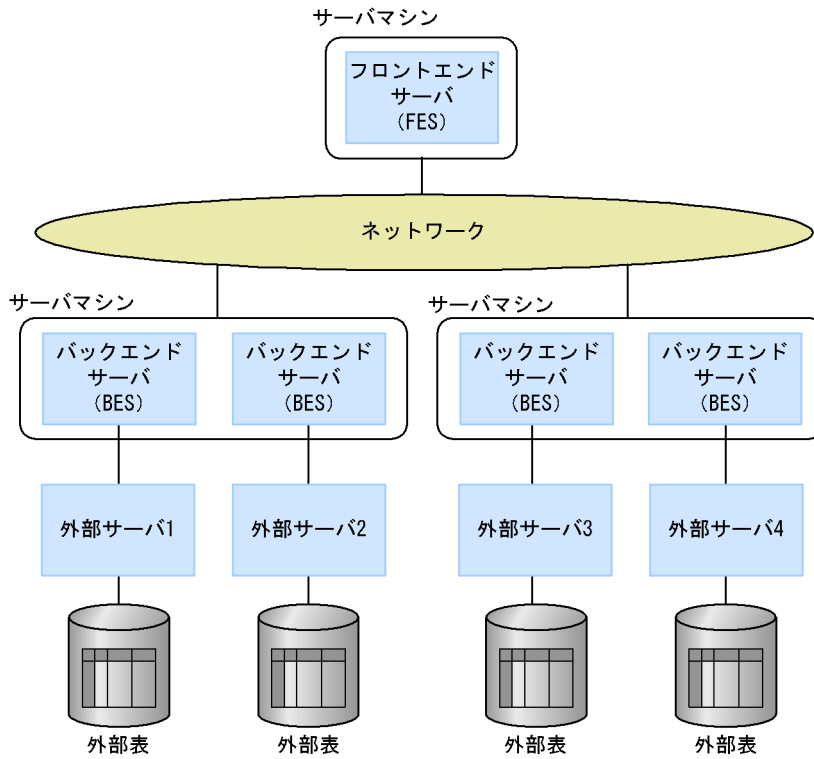 サーバマシン
フロントエンド
サーバ
(FES)
ネットワーク
サーバマシン
サーバマシン
バックエンド
サーバ
(BES)
バックエンド
サーバ
(BES)
バックエンド
サーバ
(BES)
バックエンド
サーバ
(BES)
外部サーバ1
外部サーバ2
外部サーバ3
外部サーバ4
外部表
外部表
外部表
外部表